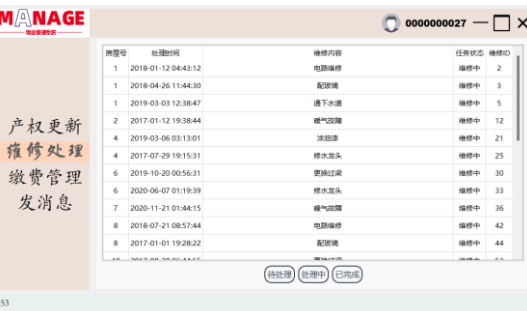 MANAGE
物业管理系统
0000000027
产权更新
维修处理
缴费管理
发消息
房屋号 处理时间 维修内容 任务状态 维修ID
1 2018-01-12 04:43:12 电路维修 维修中 2
1 2018-04-26 11:44:30 配玻璃 维修中 3
1 2019-03-03 12:38:47 通下水道 维修中 5
2 2017-01-12 19:38:44 暖气故障 维修中 12
4 2019-03-06 03:13:01 涂油漆 维修中 21
4 2017-07-29 19:15:31 修水龙头 维修中 25
6 2019-10-20 00:56:31 更换过梁 维修中 30
6 2020-06-07 01:19:39 修水龙头 维修中 33
7 2020-11-21 01:44:15 暖气故障 维修中 36
8 2018-07-21 08:57:44 电路维修 维修中 42
8 2017-01-01 19:28:22 配玻璃 维修中 44
待处理 处理中 已完成
53